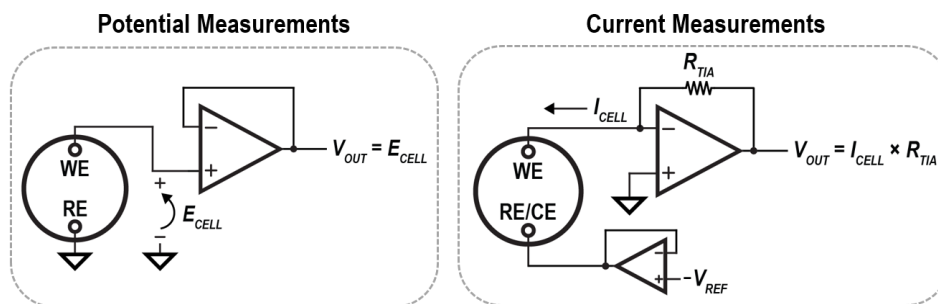 Potential Measurements
WE
RE
−
+
+
E_CELL
−
V_OUT = E_CELL
Current Measurements
R_TIA
I_CELL
WE
RE/CE
−
+
V_OUT = I_CELL × R_TIA
−
+
-V_REF